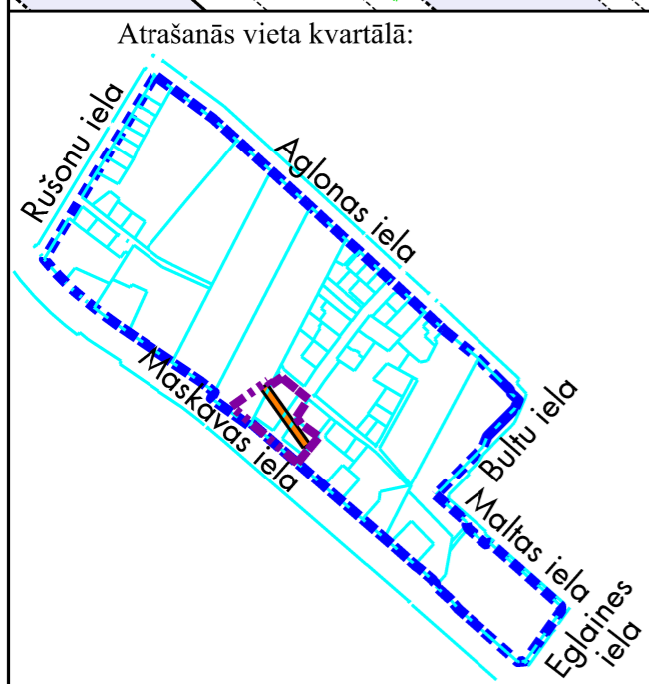 Atrašanās vieta kvartālā:
Rušonu iela
Aglonas iela
Maskavas iela
Bultu iela
Maltas iela
Eglaines
iela